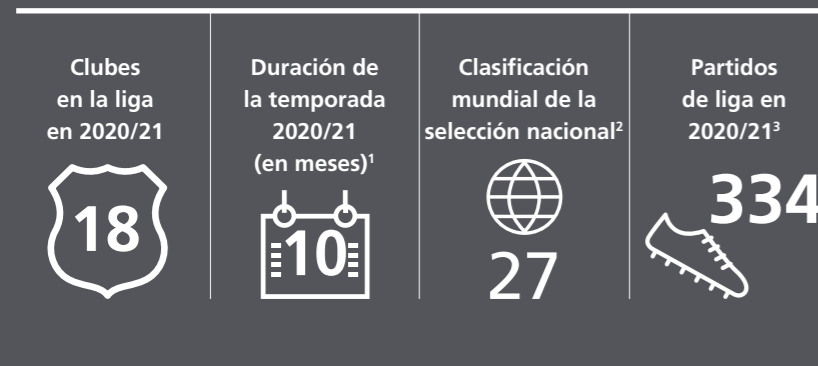 Clubes
en la liga
en 2020/21
18
Duración de
la temporada
2020/21
(en meses)¹
10
Clasificación
mundial de la
selección nacional²
27
Partidos
de liga en
2020/21³
334